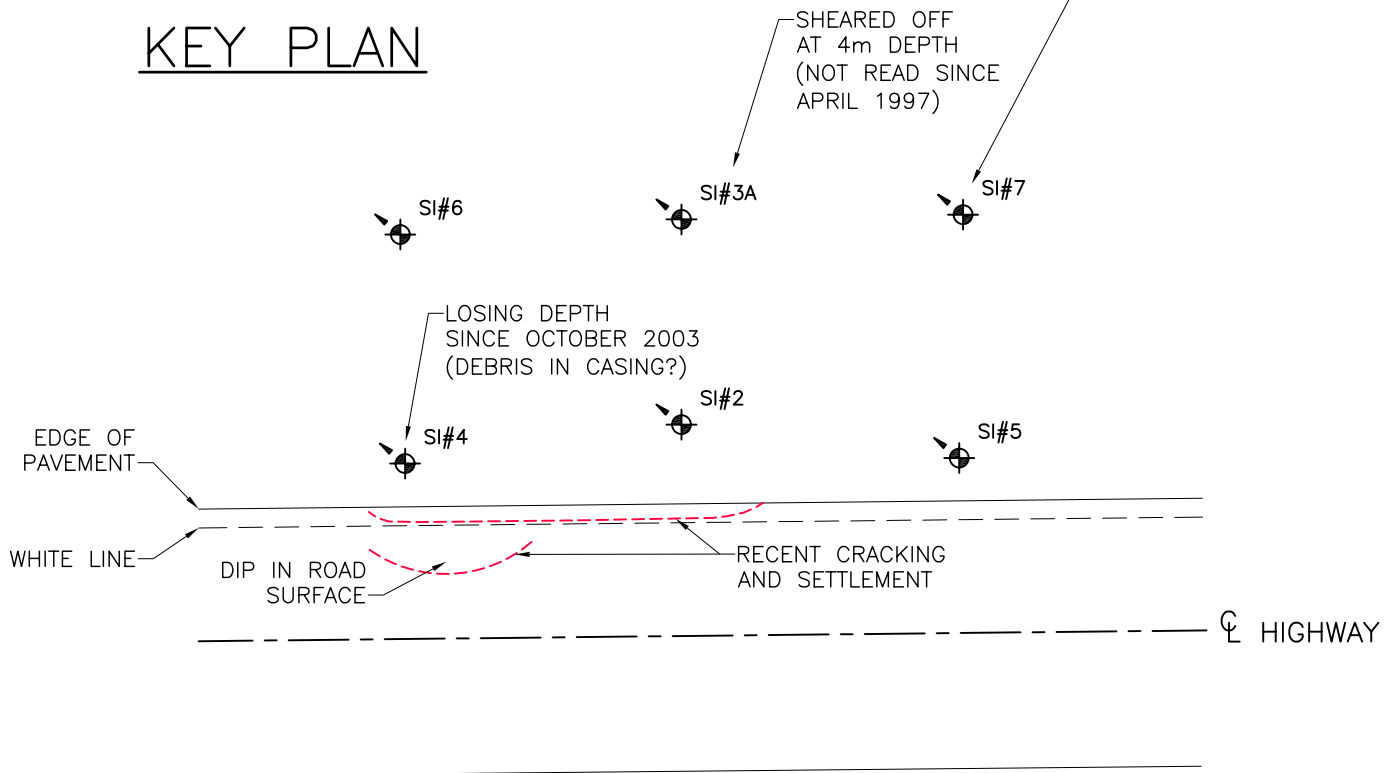 KEY PLAN
SHEARED OFF
AT 4m DEPTH
(NOT READ SINCE
APRIL 1997)
SI#6
SI#3A
SI#7
LOSING DEPTH
SINCE OCTOBER 2003
(DEBRIS IN CASING?)
SI#4
SI#2
SI#5
EDGE OF
PAVEMENT
WHITE LINE
DIP IN ROAD
SURFACE
RECENT CRACKING
AND SETTLEMENT
℄ HIGHWAY